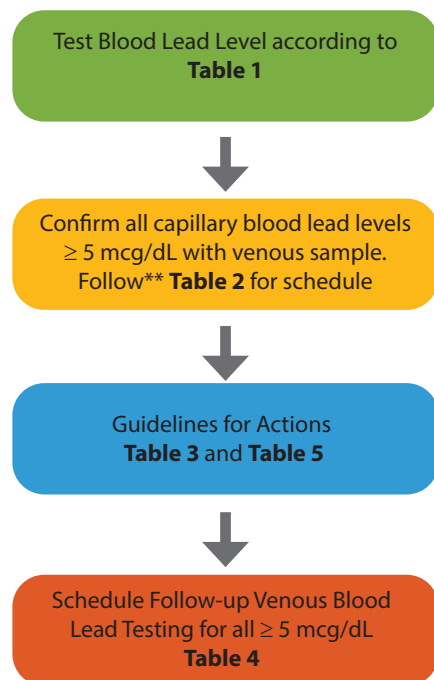 Test Blood Lead Level according to
Table 1
Confirm all capillary blood lead levels
≥ 5 mcg/dL with venous sample.
Follow** Table 2 for schedule
Guidelines for Actions
Table 3 and Table 5
Schedule Follow-up Venous Blood
Lead Testing for all ≥ 5 mcg/dL
Table 4